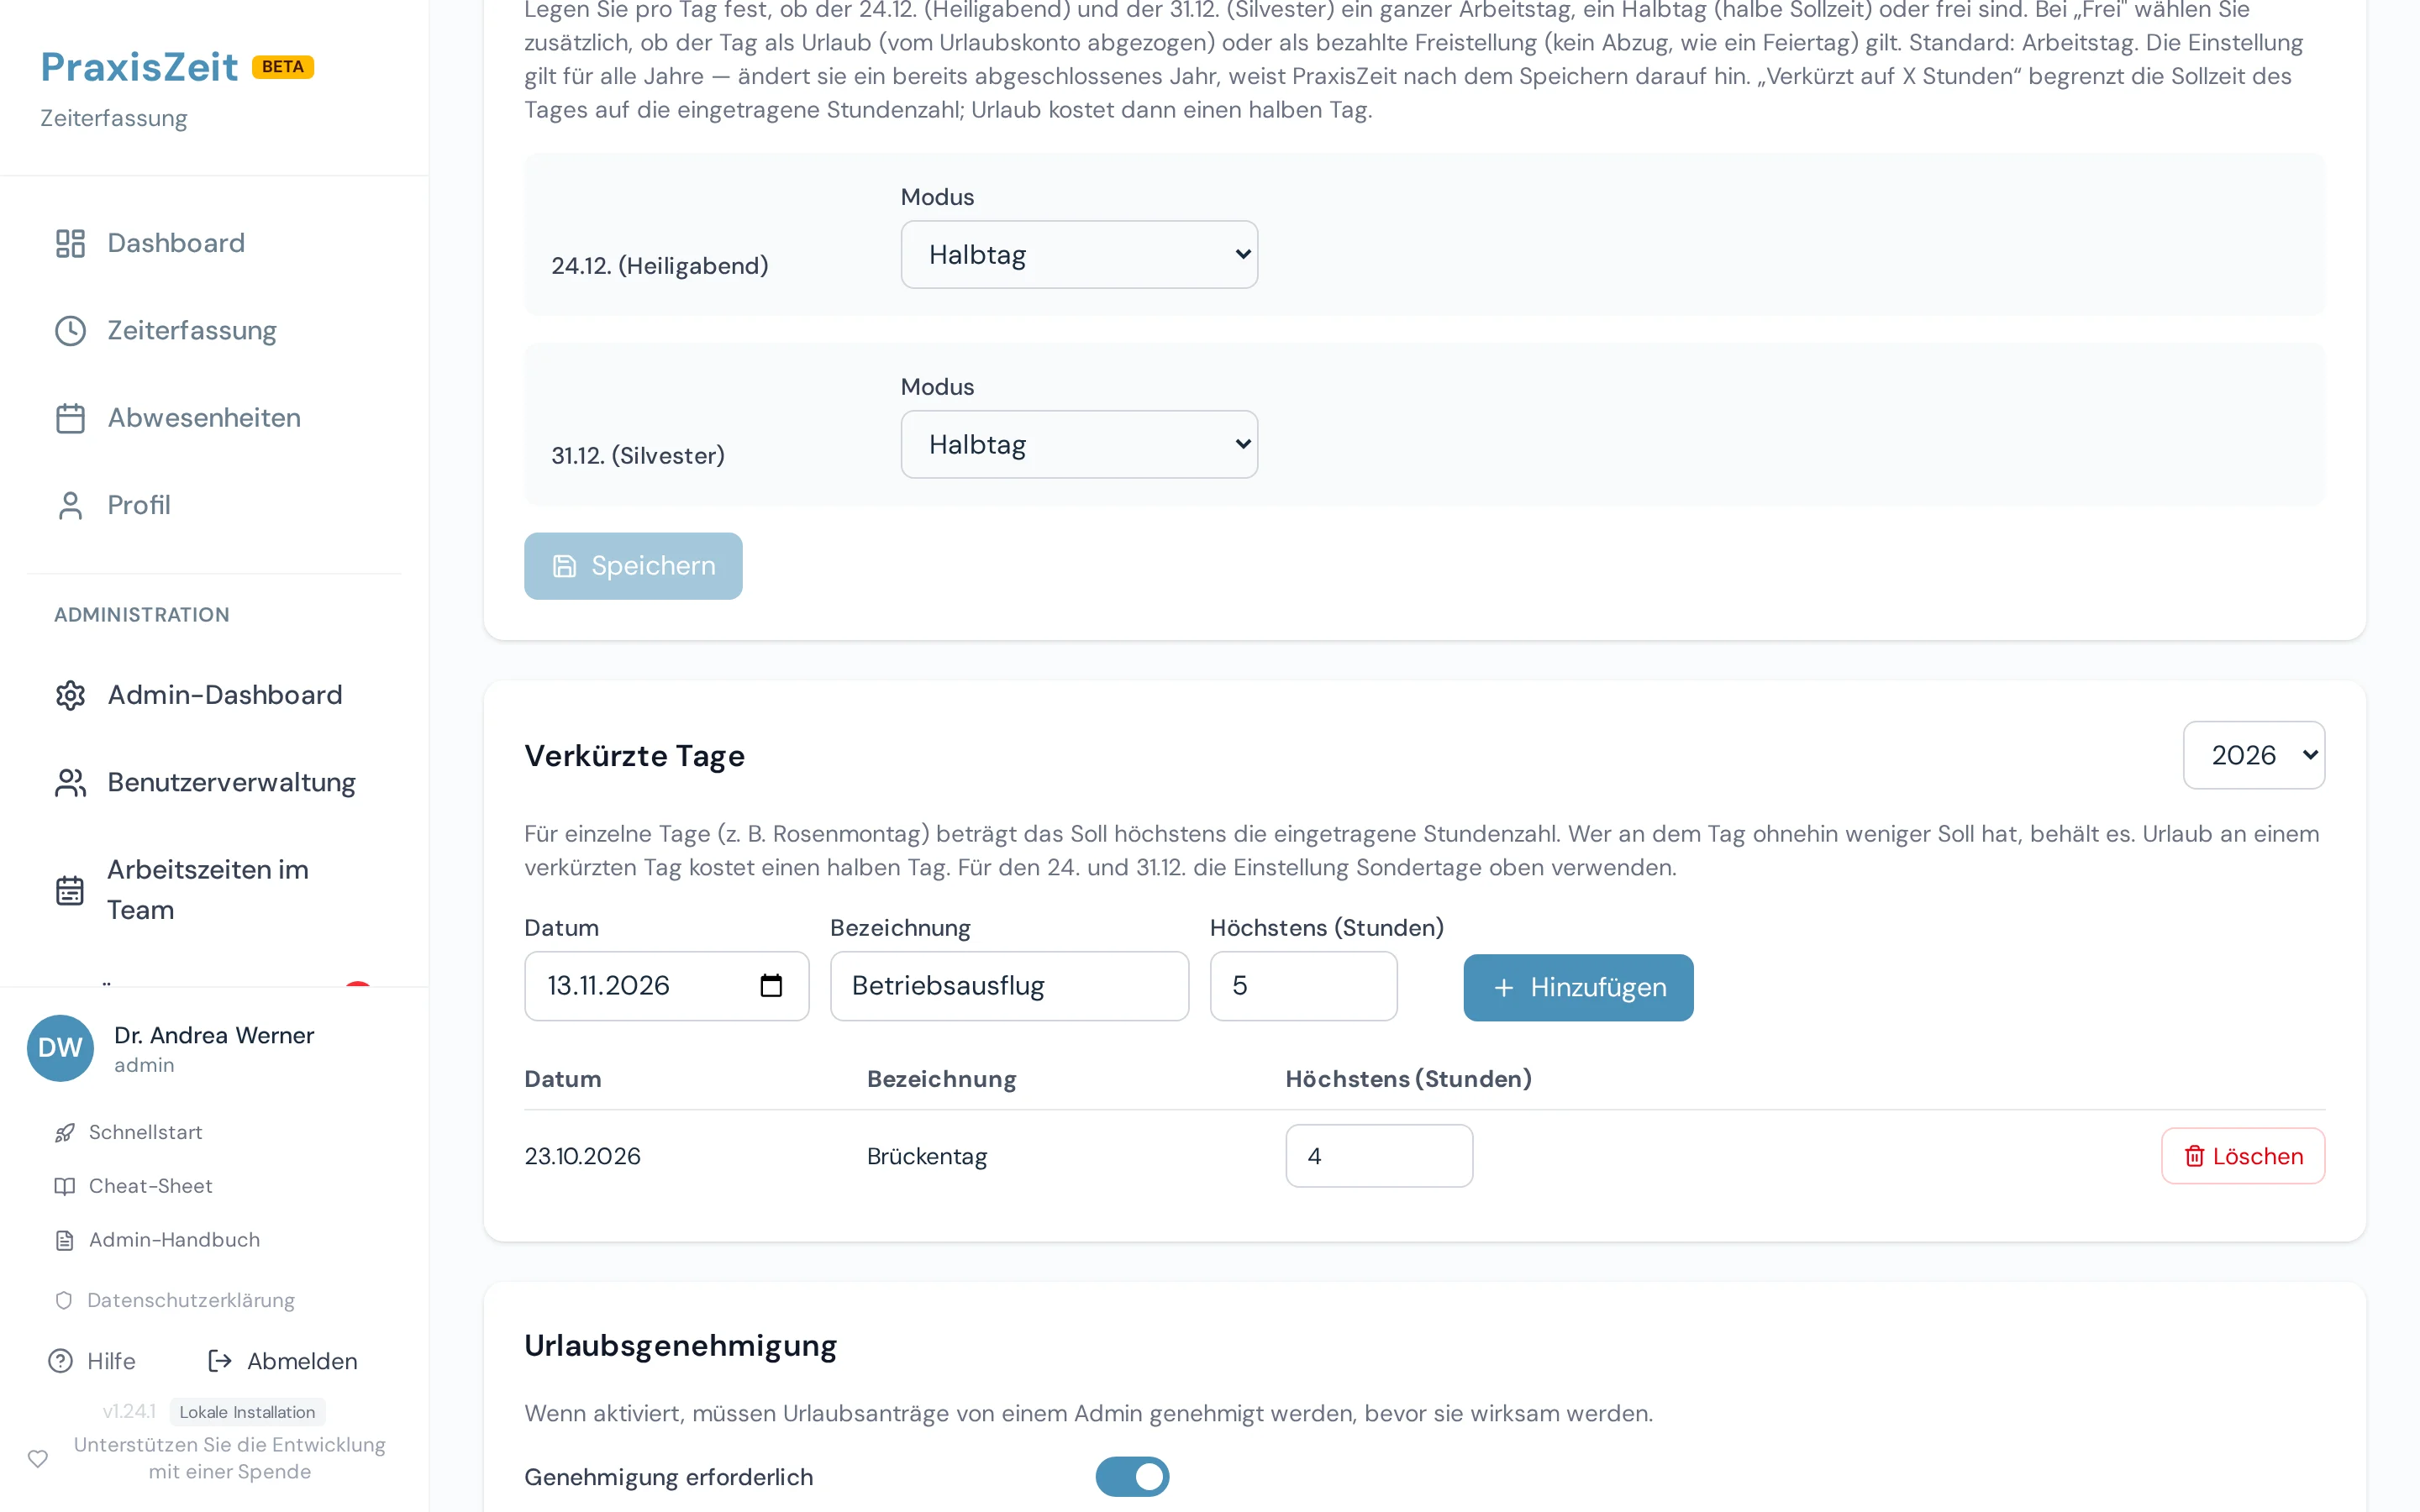 PraxisZeit BETA
Zeiterfassung
Dashboard
Zeiterfassung
Abwesenheiten
Profil
ADMINISTRATION
Admin-Dashboard
Benutzerverwaltung
Arbeitszeiten im
Team
Dr. Andrea Werner
DW
admin
Schnellstart
Cheat-Sheet
Admin-Handbuch
Datenschutzerklärung
Hilfe
Abmelden
v1.24.1 Lokale Installation
Unterstützen Sie die Entwicklung
mit einer Spende
Legen Sie pro Tag fest, ob der 24.12. (Heiligabend) und der 31.12. (Silvester) ein ganzer Arbeitstag, ein Halbtag (halbe Sollzeit) oder frei sind. Bei „Frei" wählen Sie
zusätzlich, ob der Tag als Urlaub (vom Urlaubskonto abgezogen) oder als bezahlte Freistellung (kein Abzug, wie ein Feiertag) gilt. Standard: Arbeitstag. Die Einstellung
gilt für alle Jahre — ändert sie ein bereits abgeschlossenes Jahr, weist PraxisZeit nach dem Speichern darauf hin. „Verkürzt auf X Stunden“ begrenzt die Sollzeit des
Tages auf die eingetragene Stundenzahl; Urlaub kostet dann einen halben Tag.
Modus
24.12. (Heiligabend)
Halbtag
Modus
31.12. (Silvester)
Halbtag
Speichern
Verkürzte Tage
2026
Für einzelne Tage (z. B. Rosenmontag) beträgt das Soll höchstens die eingetragene Stundenzahl. Wer an dem Tag ohnehin weniger Soll hat, behält es. Urlaub an einem
verkürzten Tag kostet einen halben Tag. Für den 24. und 31.12. die Einstellung Sondertage oben verwenden.
Datum Bezeichnung Höchstens (Stunden)
13.11.2026 Betriebsausflug 5 Hinzufügen
Datum Bezeichnung Höchstens (Stunden)
23.10.2026 Brückentag 4 Löschen
Urlaubsgenehmigung
Wenn aktiviert, müssen Urlaubsanträge von einem Admin genehmigt werden, bevor sie wirksam werden.
Genehmigung erforderlich